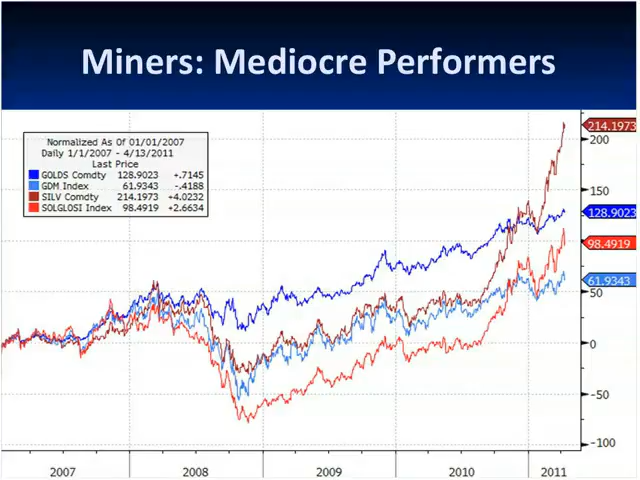 Miners: Mediocre Performers
Normalized As Of 01/01/2007
Daily 1/1/2007 - 4/13/2011
Last Price
GOLDS Comdty 128.9023 +.7145
GDM Index 61.9343 -.4188
SILV Comdty 214.1973 +4.0232
SOLGLOSI Index 98.4919 +2.6634
214.1973
200
150
128.9023
98.4919
61.9343
50
0
-50
-100
2007 2008 2009 2010 2011